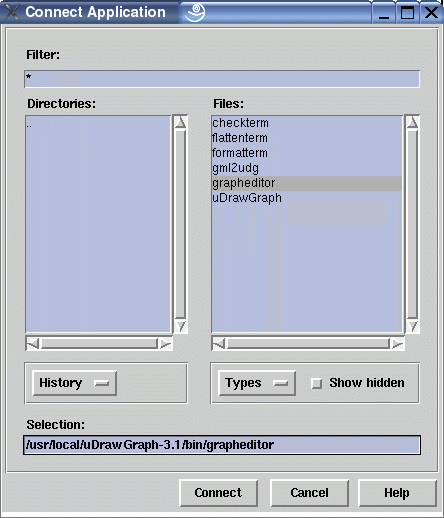 Connect Application
Filter:
*
Directories:
Files:
..
checkterm
flattenterm
formatterm
gml2udg
grapheditor
uDrawGraph
History
Types
Show hidden
Selection:
/usr/local/uDrawGraph-3.1/bin/grapheditor
Connect
Cancel
Help